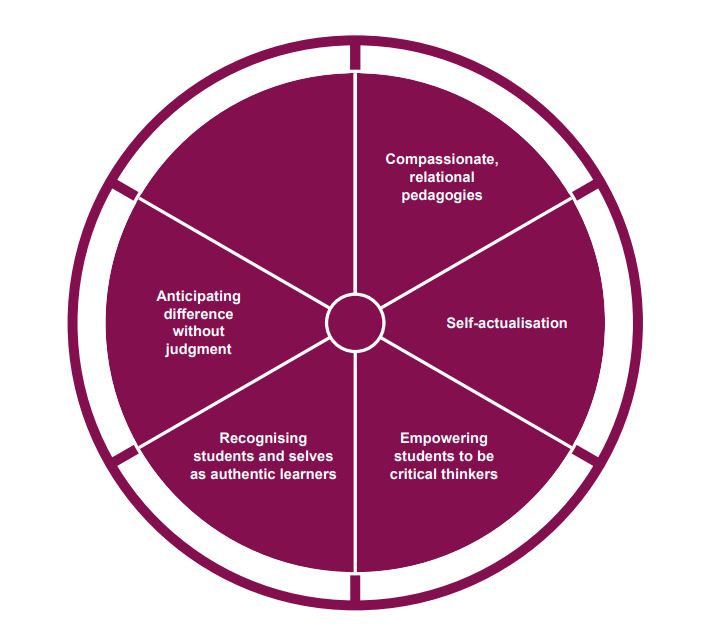 Compassionate,
relational
pedagogies
Self-actualisation
Empowering
students to be
critical thinkers
Recognising
students and selves
as authentic learners
Anticipating
difference
without
judgment